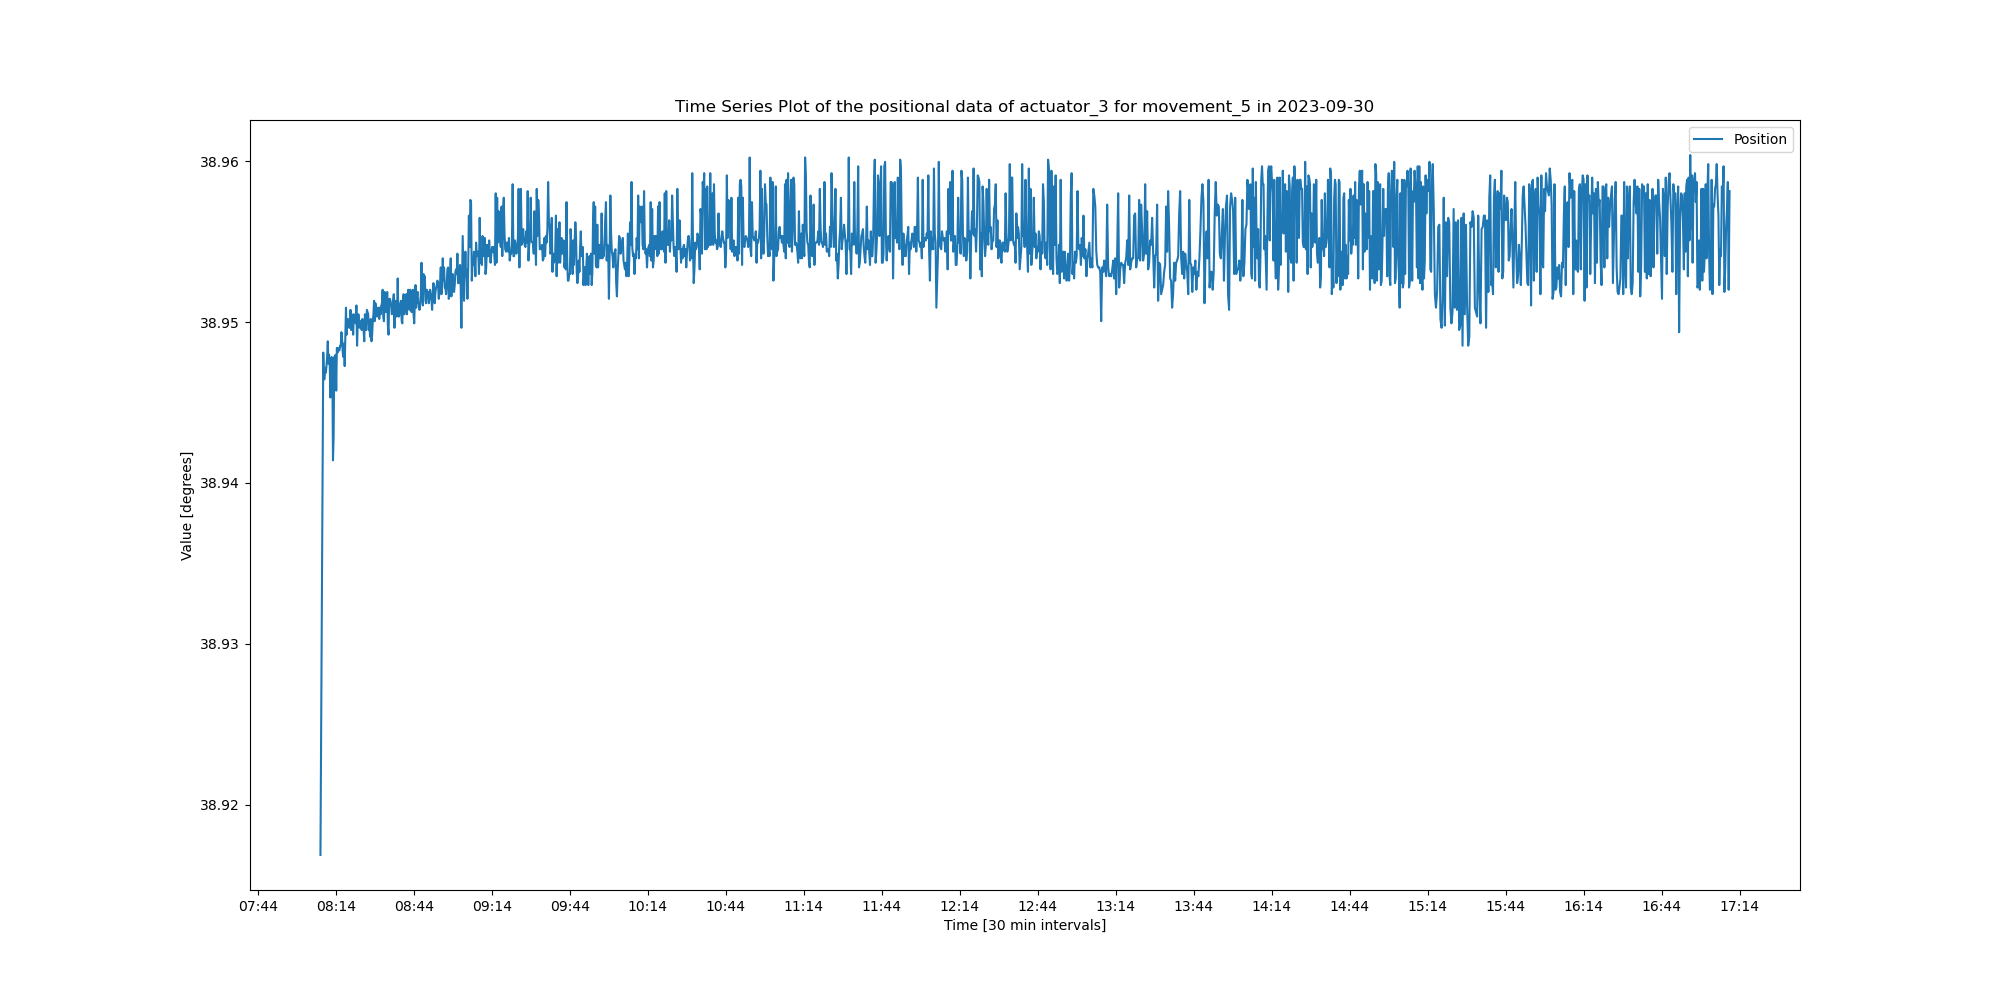 Time Series Plot of the positional data of actuator_3 for movement_5 in 2023-09-30
Position
38.96
38.95
38.94
38.93
38.92
Value [degrees]
07:44 08:14 08:44 09:14 09:44 10:14 10:44 11:14 11:44 12:14 12:44 13:14 13:44 14:14 14:44 15:14 15:44 16:14 16:44 17:14
Time [30 min intervals]